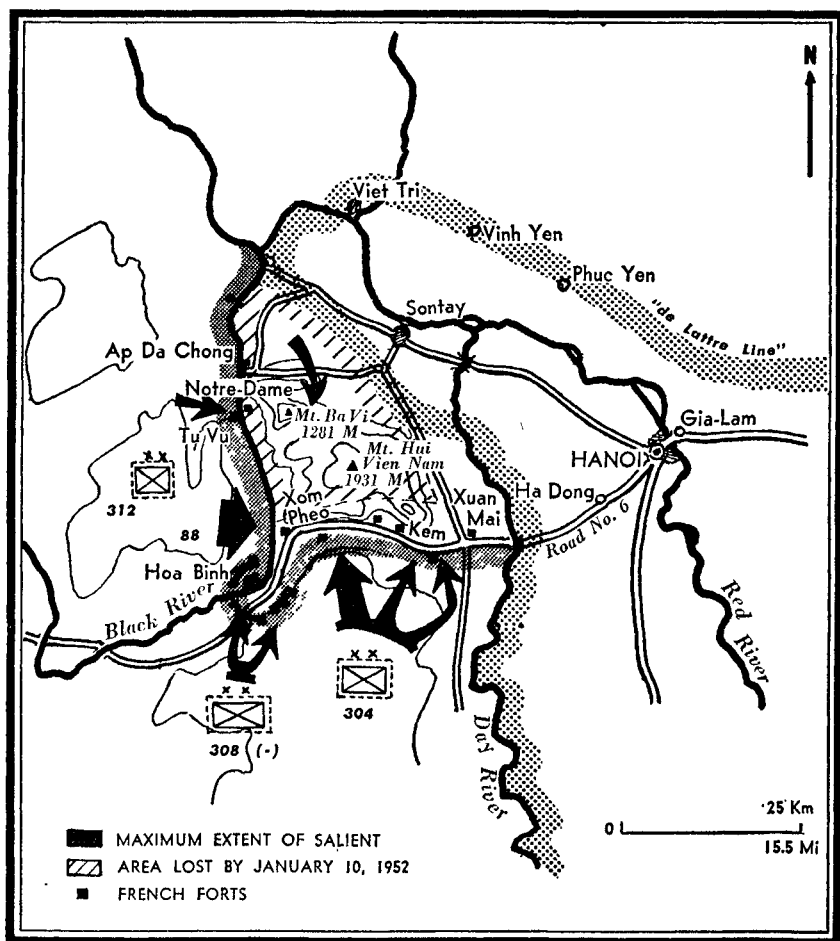 N
Viet Tri
Vinh Yen
Phuc Yen
"de Lattre Line"
Sontay
Ap Da Chong
Notre-Dame
Mt. Ba Vi
1281 M
Tu Vu
Gia-Lam
Mt. Hui
Vien Nam
1931 M
HANOI
312
Xom
Pheo
Xuan
Mai
Ha Dong
88
Kem
Road No. 6
Hoa Binh
Black River
Red River
304
308 (-)
Day River
0
25 Km
15.5 Mi
MAXIMUM EXTENT OF SALIENT
AREA LOST BY JANUARY 10, 1952
FRENCH FORTS